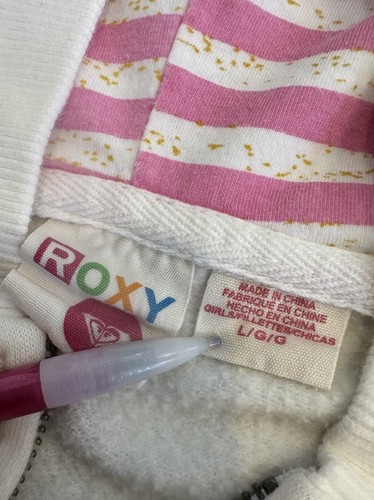 ROXY
MADE IN CHINA
FABRIQUÉ EN CHINE
HECHO EN CHINA
GIRLS/FILLETTES/CHICAS
L/G/G